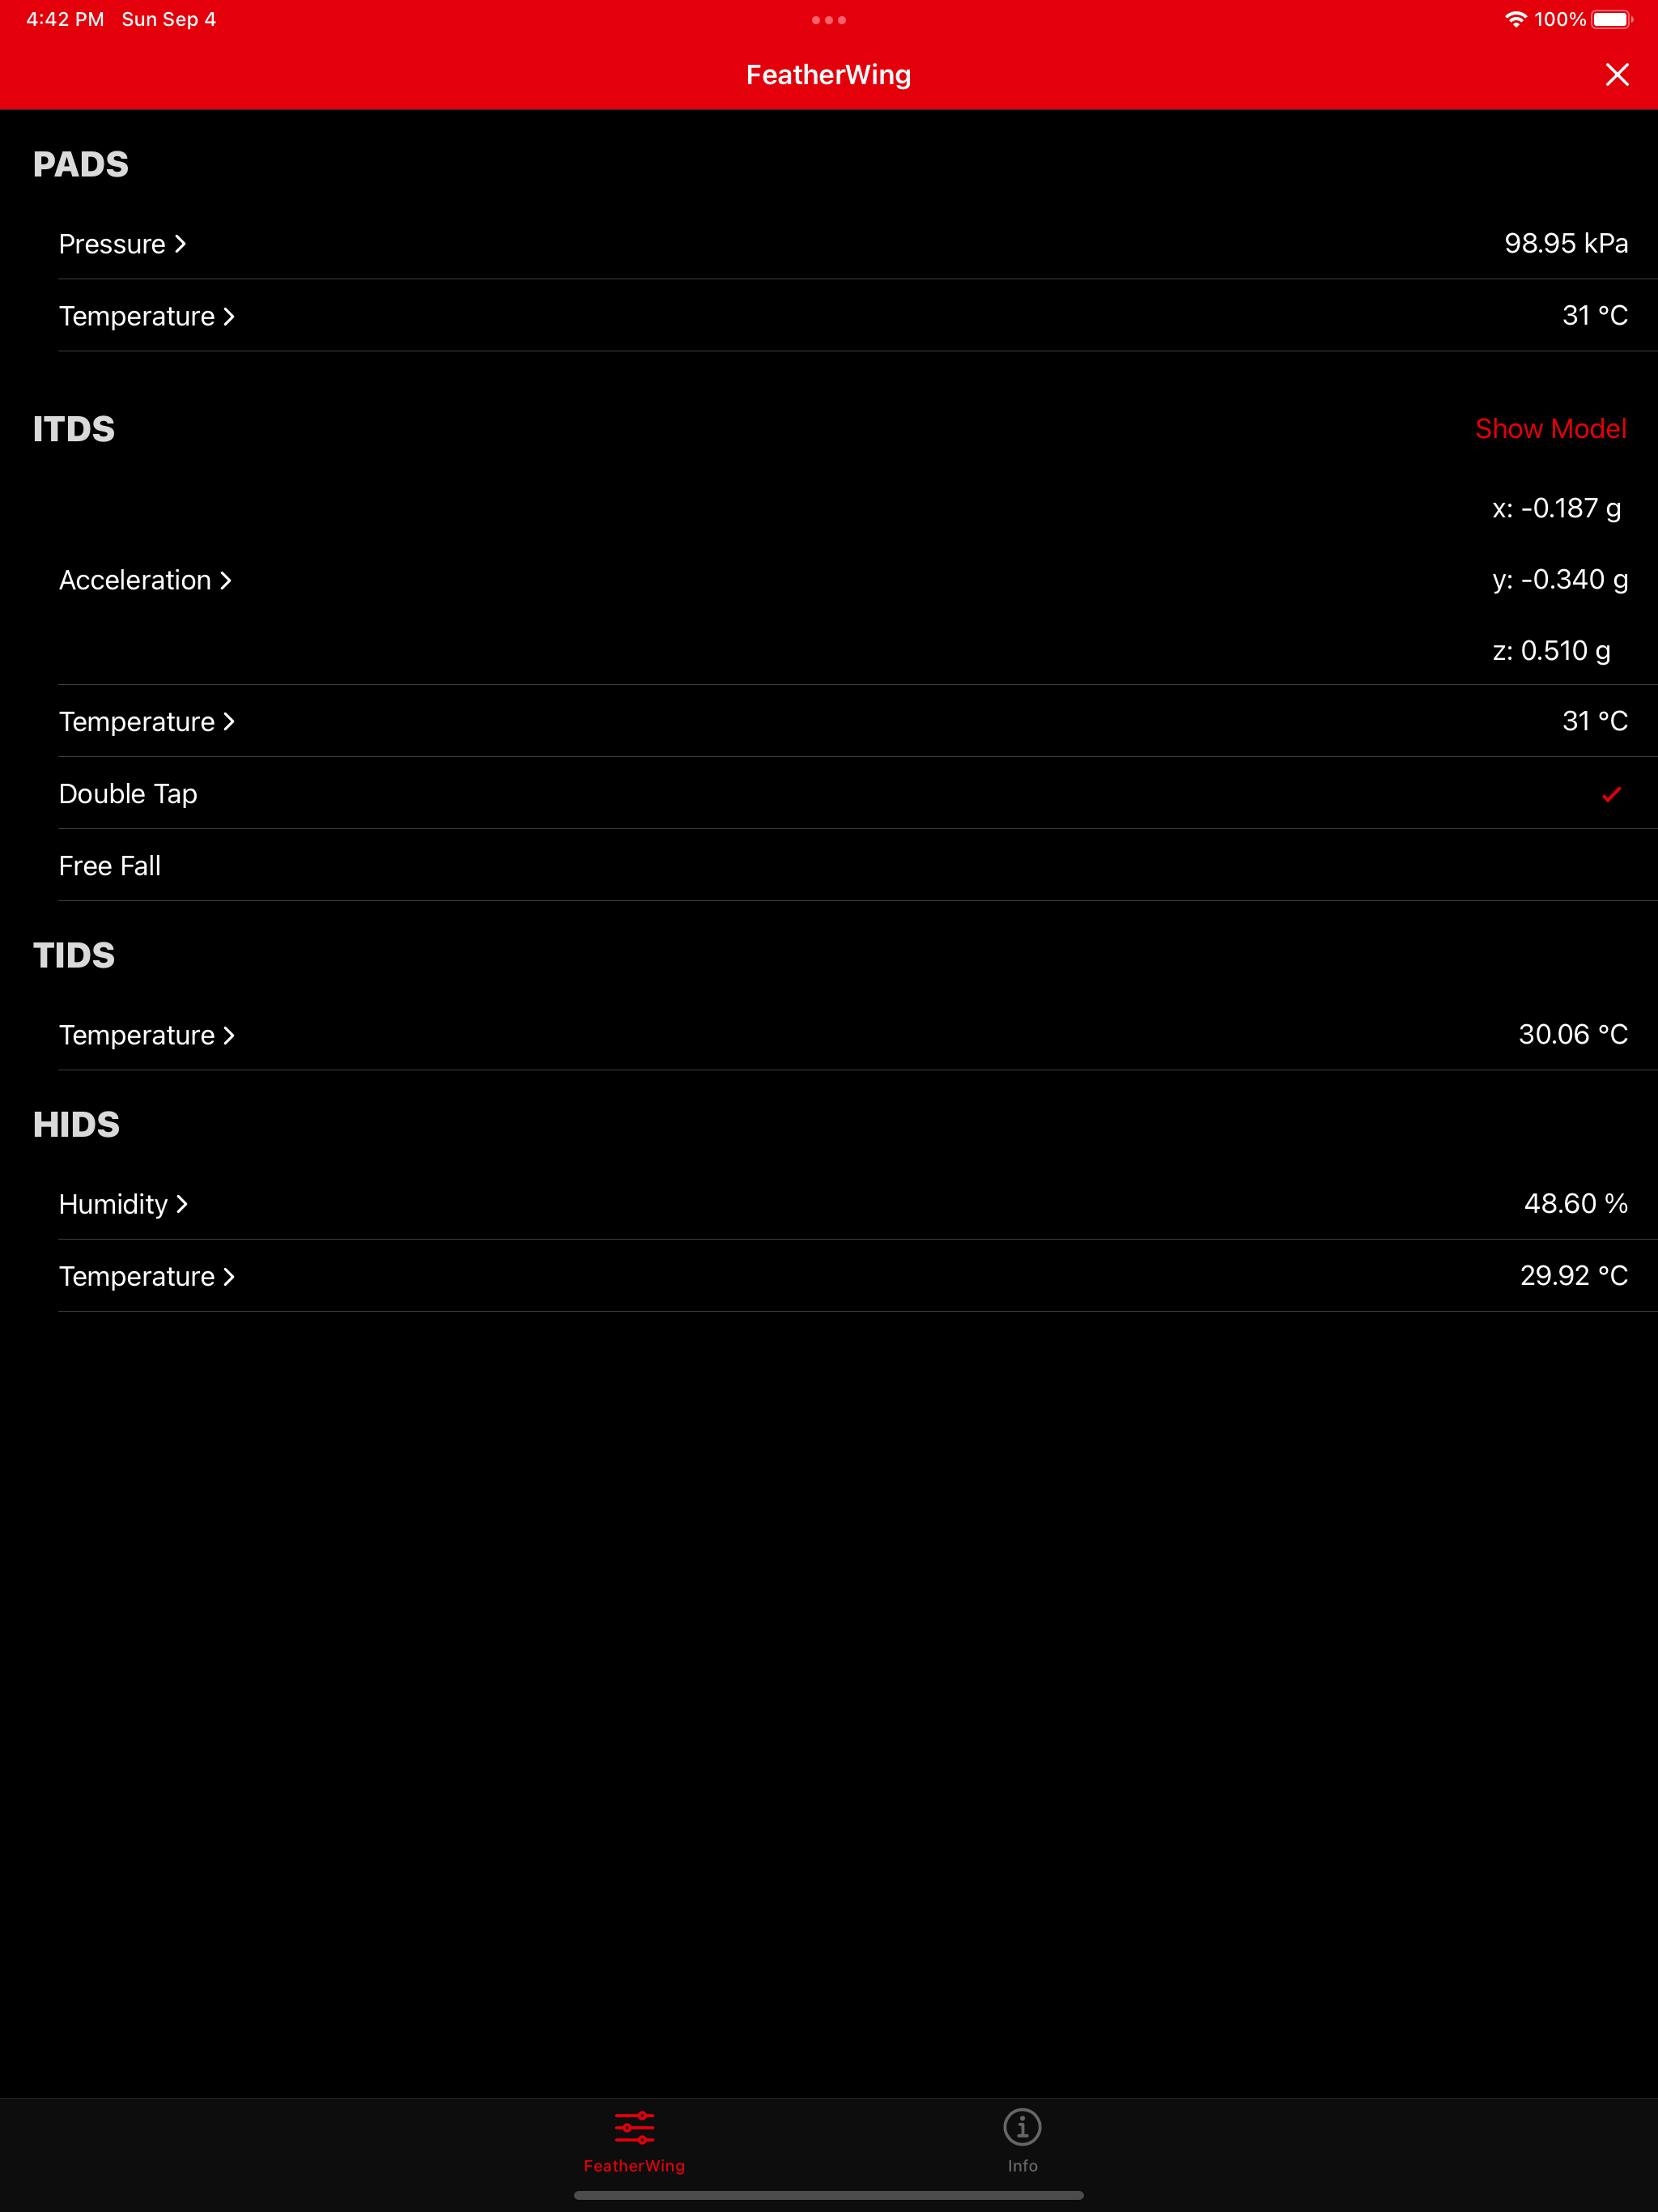 4:42 PM Sun Sep 4
100%
FeatherWing
PADS
Pressure 98.95 kPa
Temperature 31 °C
ITDS Show Model
x: -0.187 g
Acceleration y: -0.340 g
z: 0.510 g
Temperature 31 °C
Double Tap
Free Fall
TIDS
Temperature 30.06 °C
HIDS
Humidity 48.60 %
Temperature 29.92 °C
FeatherWing Info